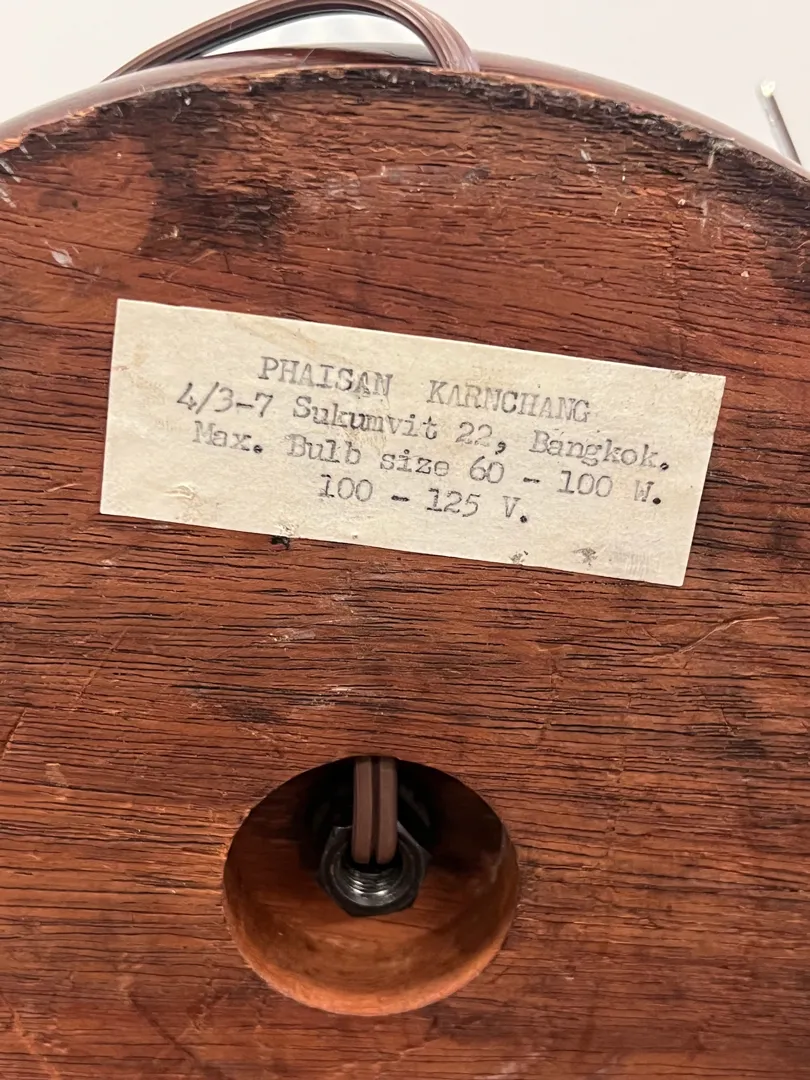 PHAISAN KARNCHANG
4/3-7 Sukumvit 22, Bangkok.
Max. Bulb size 60 - 100 W.
100 - 125 V.